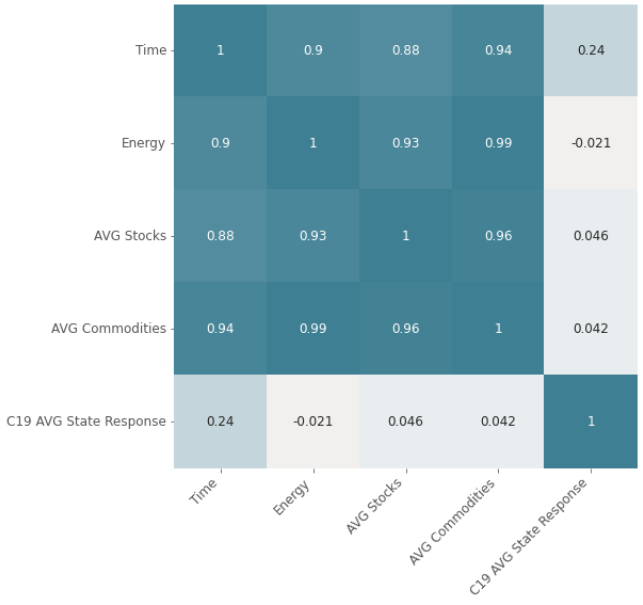 Time 1 0.9 0.88 0.94 0.24
Energy 0.9 1 0.93 0.99 -0.021
AVG Stocks 0.88 0.93 1 0.96 0.046
AVG Commodities 0.94 0.99 0.96 1 0.042
C19 AVG State Response 0.24 -0.021 0.046 0.042 1
Time
Energy
AVG Stocks
AVG Commodities
C19 AVG State Response